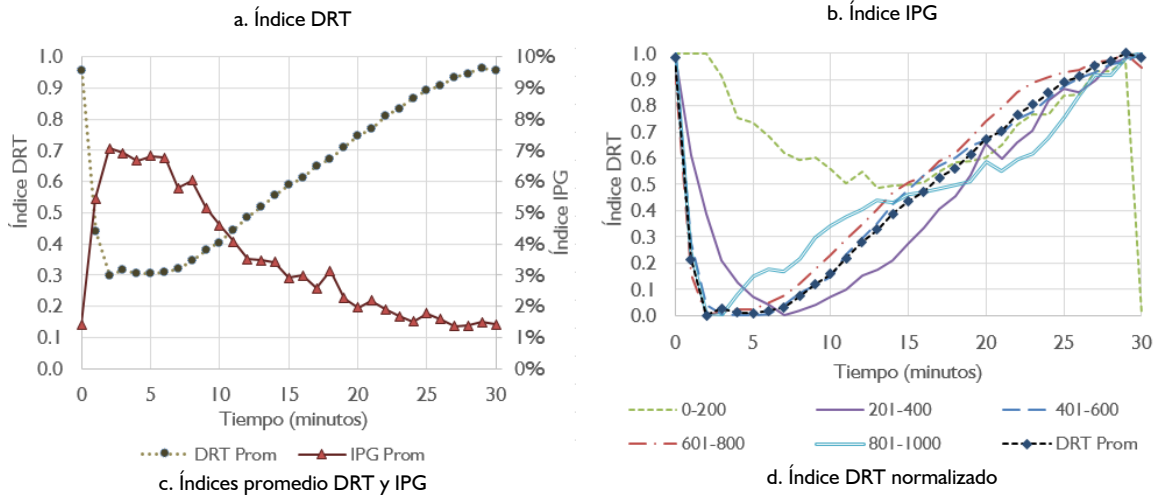 a. Índice DRT
b. Índice IPG
1.0
0.9
0.8
0.7
0.6
0.5
0.4
0.3
0.2
0.1
0.0
Índice DRT
10%
9%
8%
7%
6%
5%
4%
3%
2%
1%
0%
Índice IPG
0 5 10 15 20 25 30
Tiempo (minutos)
DRT Prom IPG Prom
c. Índices promedio DRT y IPG
1.0
0.9
0.8
0.7
0.6
0.5
0.4
0.3
0.2
0.1
0.0
Índice DRT
0 5 10 15 20 25 30
Tiempo (minutos)
0-200 201-400 401-600
601-800 801-1000 DRT Prom
d. Índice DRT normalizado